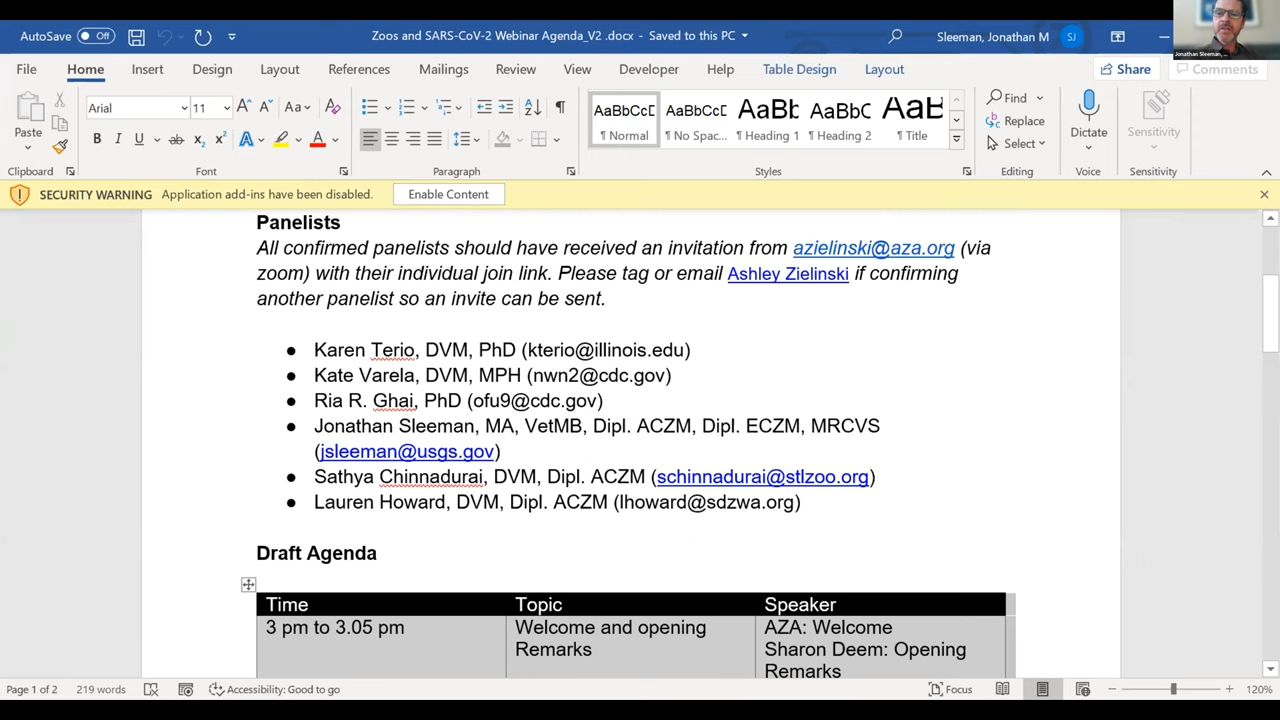 AutoSave Off
Zoos and SARS-CoV-2 Webinar Agenda_V2 .docx - Saved to this PC
Sleeman, Jonathan M SJ
Jonathan Sleeman, ...
File Home Insert Design Layout References Mailings Review View Developer Help Table Design Layout
Share Comments
Paste
Arial 11
Find
Replace
Select
Dictate
Sensitivity
AaBbCcD AaBbCcD AaBb( AaBbC AaB
¶ Normal ¶ No Spac... ¶ Heading 1 ¶ Heading 2 ¶ Title
Clipboard Font Paragraph Styles Editing Voice Sensitivity
SECURITY WARNING Application add-ins have been disabled. Enable Content
Panelists
All confirmed panelists should have received an invitation from azielinski@aza.org (via
zoom) with their individual join link. Please tag or email Ashley Zielinski if confirming
another panelist so an invite can be sent.
● Karen Terio, DVM, PhD (kterio@illinois.edu)
● Kate Varela, DVM, MPH (nwn2@cdc.gov)
● Ria R. Ghai, PhD (ofu9@cdc.gov)
● Jonathan Sleeman, MA, VetMB, Dipl. ACZM, Dipl. ECZM, MRCVS
(jsleeman@usgs.gov)
● Sathya Chinnadurai, DVM, Dipl. ACZM (schinnadurai@stlzoo.org)
● Lauren Howard, DVM, Dipl. ACZM (lhoward@sdzwa.org)
Draft Agenda
Time Topic Speaker
3 pm to 3.05 pm Welcome and opening AZA: Welcome
Remarks Sharon Deem: Opening
Remarks
Page 1 of 2 219 words Accessibility: Good to go Focus 120%